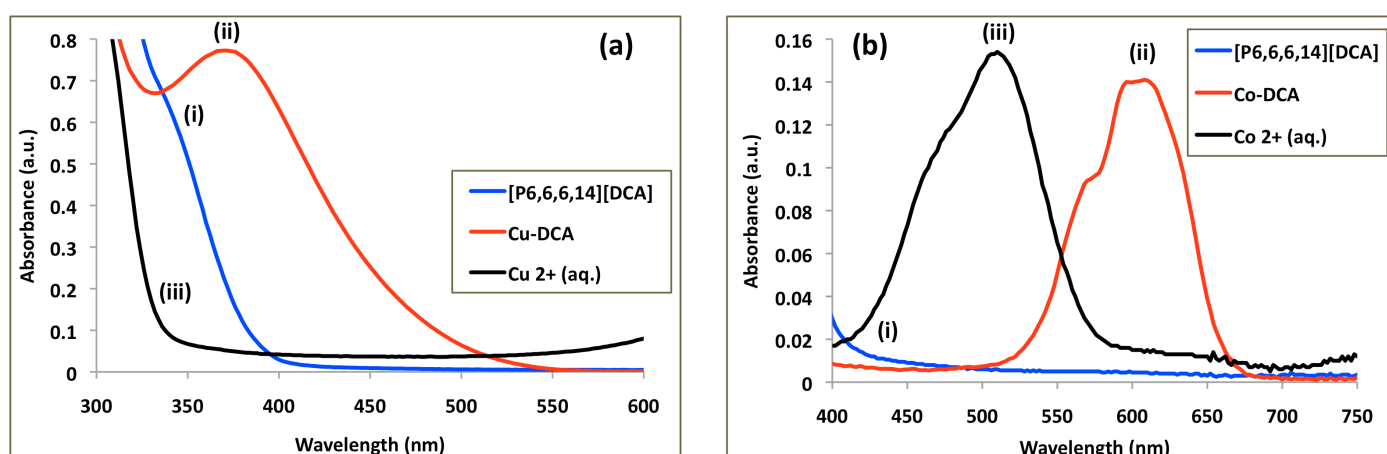 (a)
(ii)
(i)
(iii)
[P6,6,6,14][DCA]
Cu-DCA
Cu 2+ (aq.)
Absorbance (a.u.)
0.8
0.7
0.6
0.5
0.4
0.3
0.2
0.1
0
300 350 400 450 500 550 600
Wavelength (nm)
(b)
(iii)
(ii)
(i)
[P6,6,6,14][DCA]
Co-DCA
Co 2+ (aq.)
Absorbance (a.u.)
0.16
0.14
0.12
0.1
0.08
0.06
0.04
0.02
0
400 450 500 550 600 650 700 750
Wavelength (nm)